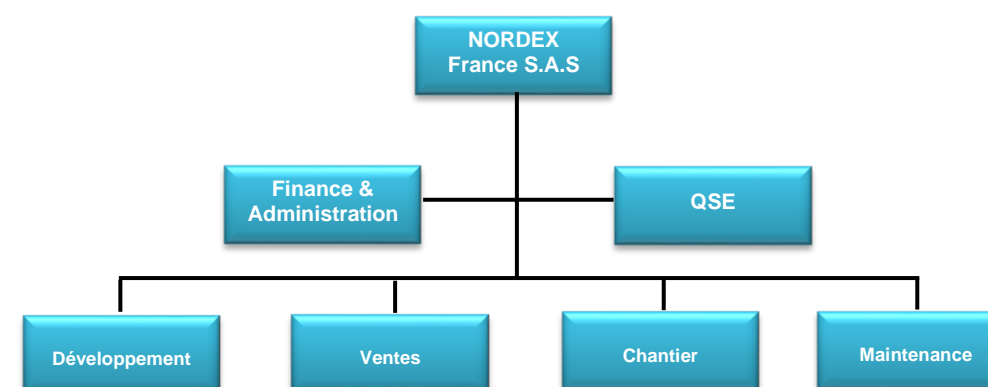 NORDEX
France S.A.S
Finance &
Administration
QSE
Développement
Ventes
Chantier
Maintenance